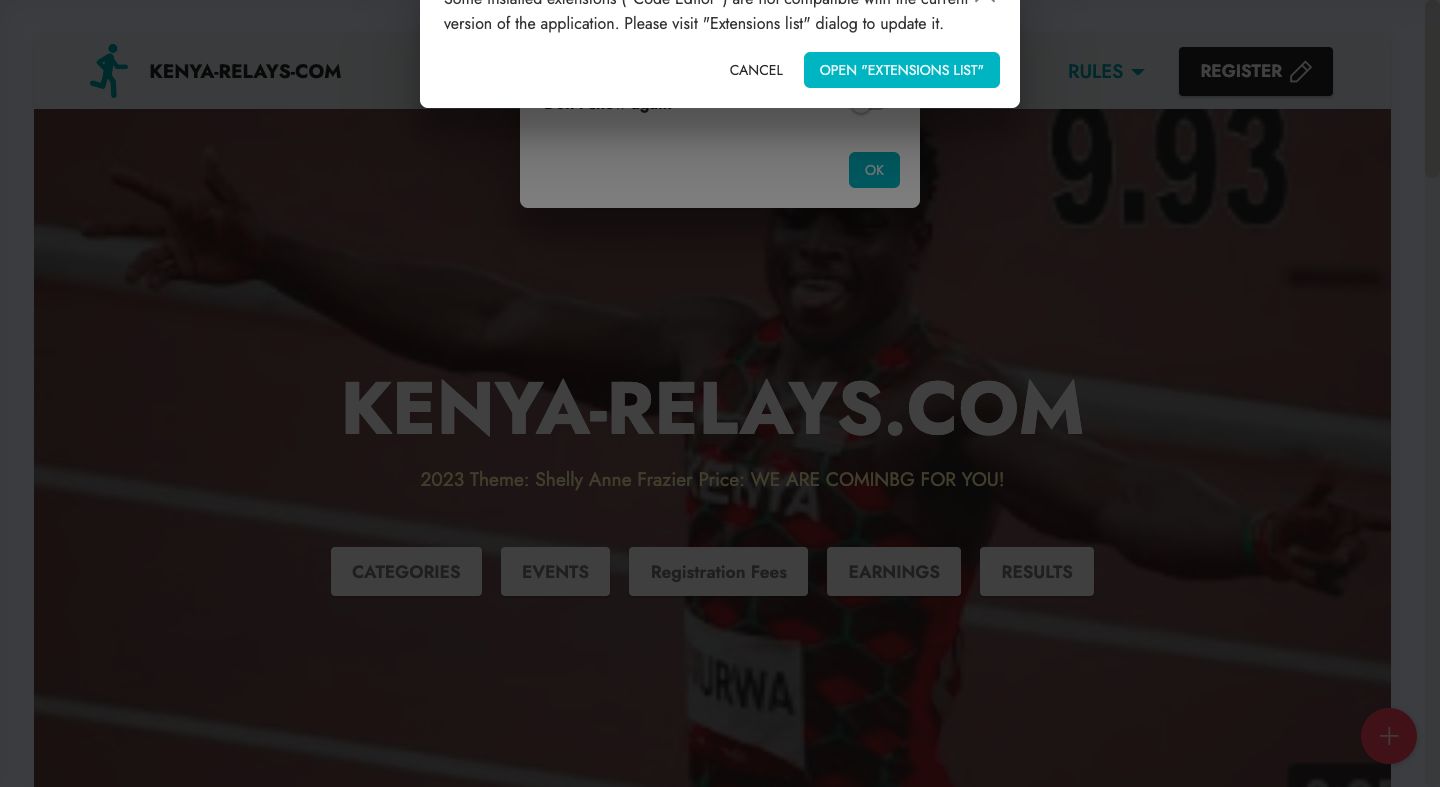 Some installed extensions ("Code Editor") are not compatible with the current
version of the application. Please visit "Extensions list" dialog to update it.
CANCEL
OPEN "EXTENSIONS LIST"
KENYA-RELAYS-COM
RULES
REGISTER
Don't show again
OK
9.93
KENYA-RELAYS.COM
2023 Theme: Shelly Anne Frazier Price: WE ARE COMINBG FOR YOU!
KENYA
CATEGORIES
EVENTS
Registration Fees
EARNINGS
RESULTS
URWA